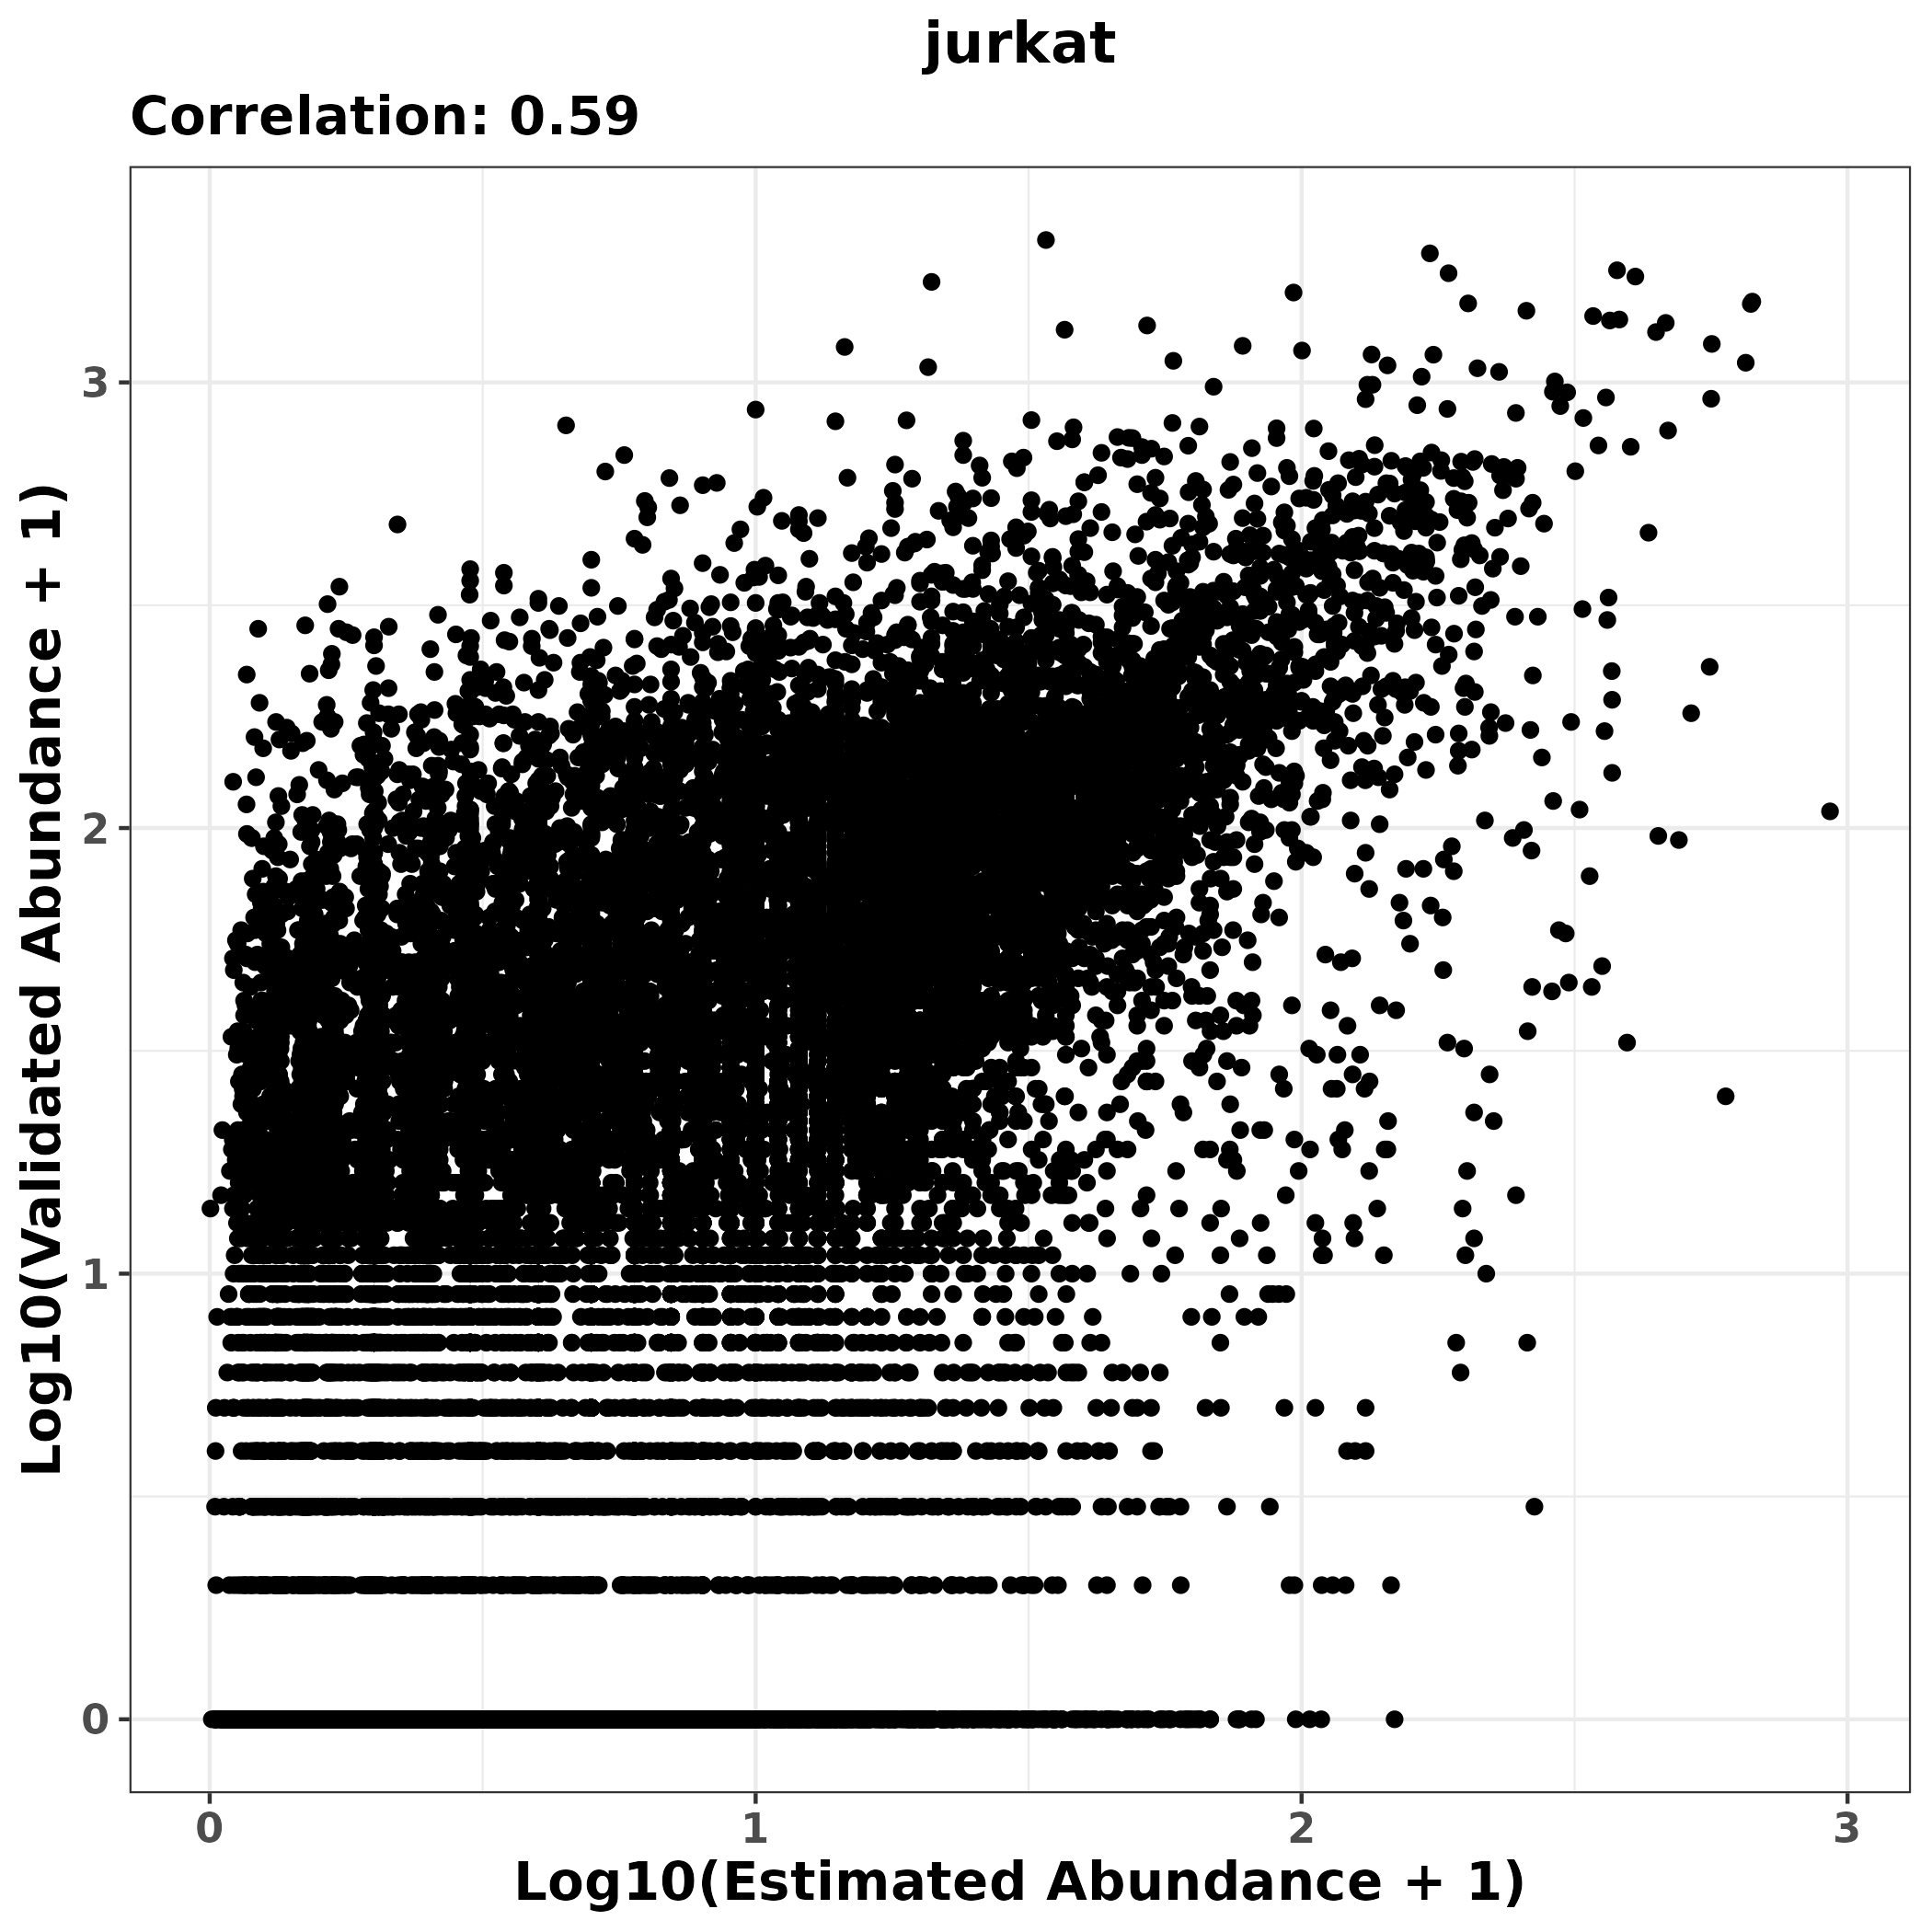 jurkat
Correlation: 0.59
Log10(Validated Abundance + 1)
3
2
1
0
0 1 2 3
Log10(Estimated Abundance + 1)